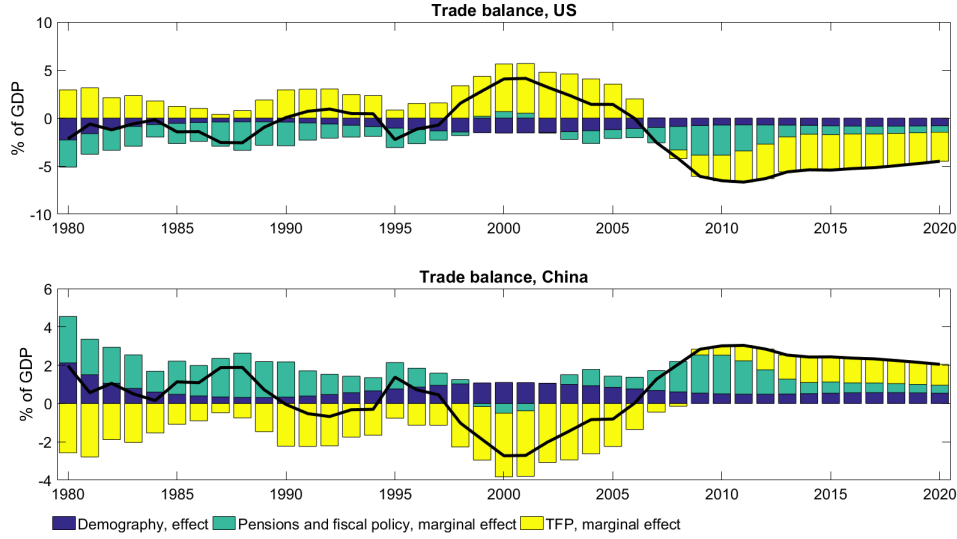 Trade balance, US
% of GDP
10
5
0
-5
-10
1980 1985 1990 1995 2000 2005 2010 2015 2020
Trade balance, China
% of GDP
6
4
2
0
-2
-4
1980 1985 1990 1995 2000 2005 2010 2015 2020
Demography, effect Pensions and fiscal policy, marginal effect TFP, marginal effect